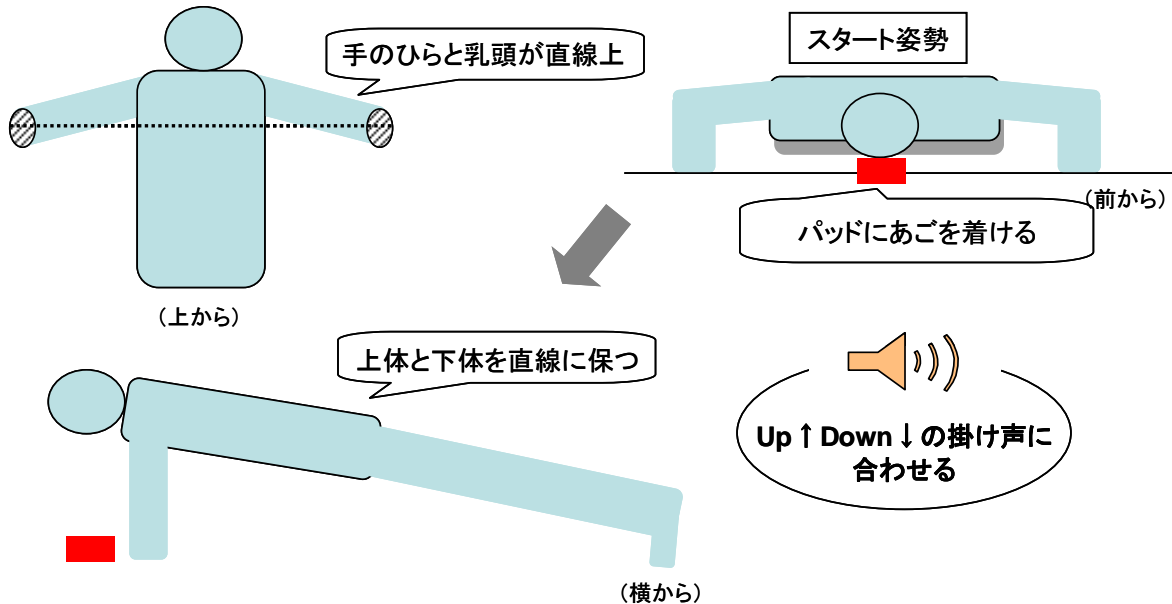 手のひらと乳頭が直線上
スタート姿勢
(前から)
パッドにあごを着ける
(上から)
上体と下体を直線に保つ
Up↑Down↓の掛け声に
合わせる
(横から)